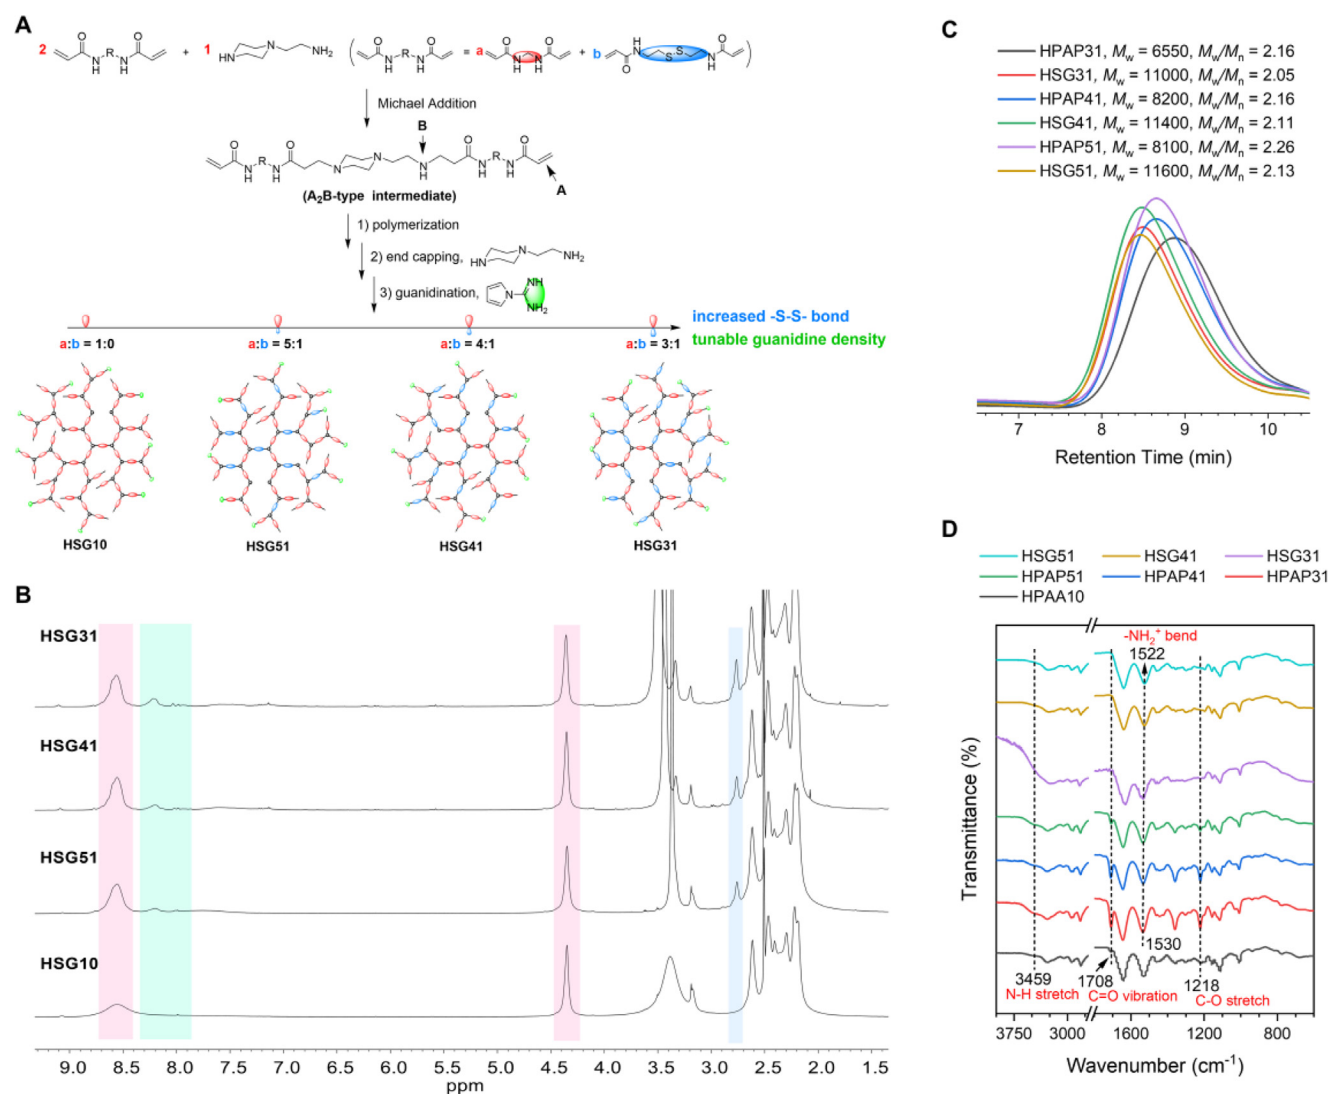 A
2
O
N
H
R
N
H
O
+
1
HN
N
NH2
(
O
N
H
R
N
H
O
=
a
O
N
H
N
H
O
+
b
H
N
O
S
S
N
H
O
)
Michael Addition
B
O
N
H
R
N
H
O
N
N
N
H
O
N
H
R
N
H
O
A
(A2B-type intermediate)
1) polymerization
2) end capping,
HN
N
NH2
3) guanidination,
N
NH
NH2
increased -S-S- bond
tunable guanidine density
a:b = 1:0
a:b = 5:1
a:b = 4:1
a:b = 3:1
HSG10
HSG51
HSG41
HSG31
B
HSG31
HSG41
HSG51
HSG10
9.0 8.5 8.0 7.5 7.0 6.5 6.0 5.5 5.0 4.5 4.0 3.5 3.0 2.5 2.0 1.5
ppm
C
HPAP31, Mw = 6550, Mw/Mn = 2.16
HSG31, Mw = 11000, Mw/Mn = 2.05
HPAP41, Mw = 8200, Mw/Mn = 2.16
HSG41, Mw = 11400, Mw/Mn = 2.11
HPAP51, Mw = 8100, Mw/Mn = 2.26
HSG51, Mw = 11600, Mw/Mn = 2.13
7 8 9 10
Retention Time (min)
D
HSG51 HSG41 HSG31
HPAP51 HPAP41 HPAP31
HPAA10
-NH2+ bend
1522
Transmittance (%)
1530
3459
1708
1218
N-H stretch
C=O vibration
C-O stretch
3750 3000 1600 1200 800
Wavenumber (cm-1)